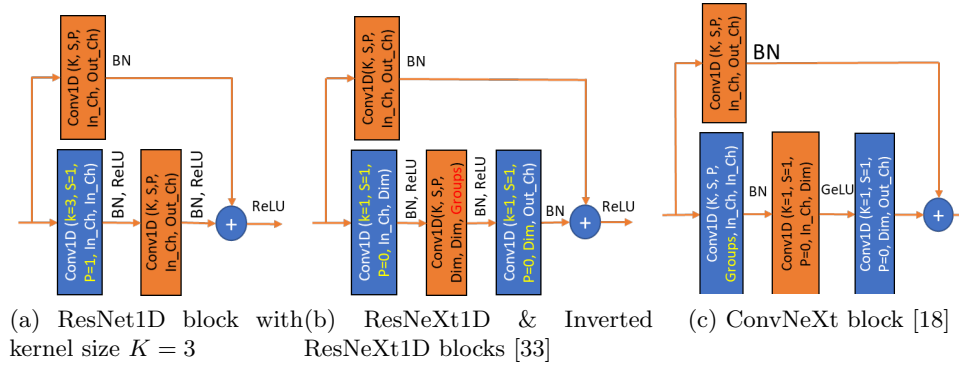 Conv1D (K, S,P,
In_Ch, Out_Ch)
BN
Conv1D (k=3, S=1,
P=1, In_Ch, In_Ch)
BN, ReLU
Conv1D (K, S,P,
In_Ch, Out_Ch)
BN, ReLU
+
ReLU
(a) ResNet1D block with
kernel size K = 3
Conv1D(K, S,P,
In_Ch, Out_Ch)
BN
Conv1D (k=1, S=1,
P=0, In_Ch, Dim)
BN, ReLU
Conv1D(K, S,P,
Dim, Dim, Groups)
BN, ReLU
Conv1D (k=1, S=1,
P=0, Dim, Out_Ch)
BN
+
ReLU
(b) ResNeXt1D & Inverted
ResNeXt1D blocks [33]
Conv1D (K, S,P,
In_Ch, Out_Ch)
BN
Conv1D (K, S, P,
Groups, In_Ch, In_Ch)
BN
Conv1D (K=1, S=1,
P=0, In_Ch, Dim)
GeLU
Conv1D (K=1, S=1,
P=0, Dim, Out_Ch)
+
(c) ConvNeXt block [18]